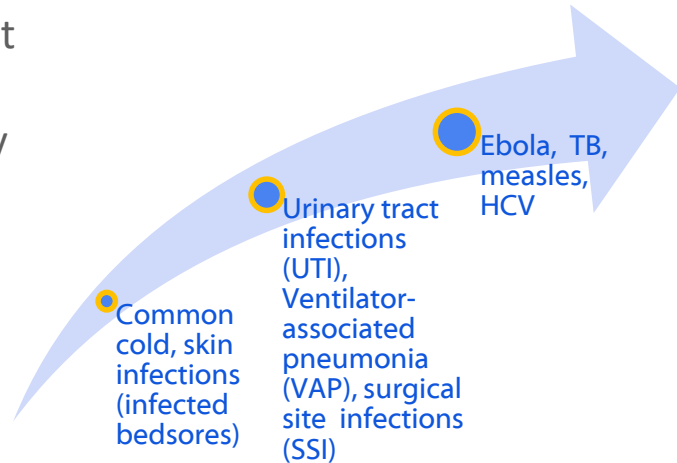 t
y
Ebola, TB,
measles,
HCV
Urinary tract
infections
(UTI),
Ventilator-
associated
pneumonia
(VAP), surgical
site infections
(SSI)
Common
cold, skin
infections
(infected
bedsores)